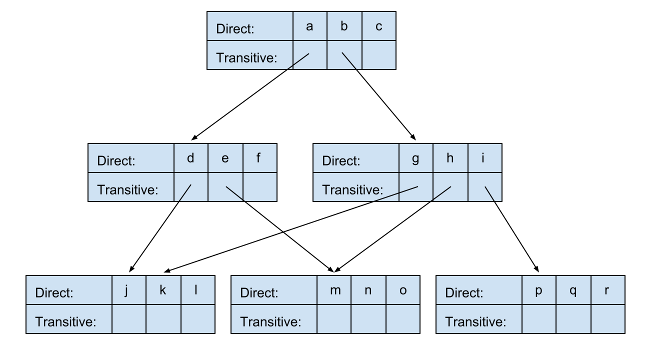 Direct: a b c
Transitive:
Direct: d e f
Transitive:
Direct: g h i
Transitive:
Direct: j k l
Transitive:
Direct: m n o
Transitive:
Direct: p q r
Transitive: